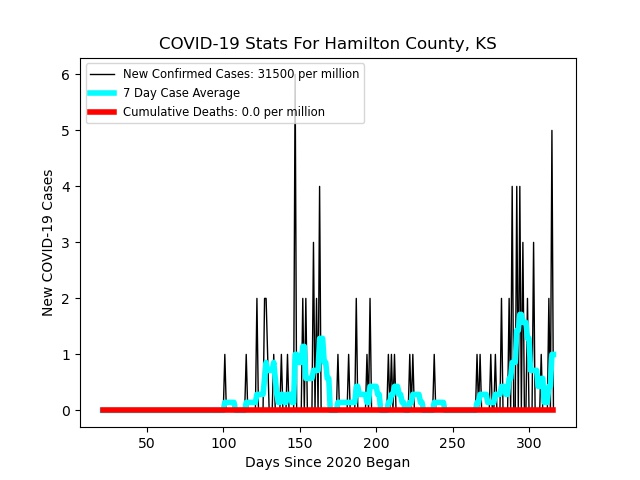 COVID-19 Stats For Hamilton County, KS
New Confirmed Cases: 31500 per million
7 Day Case Average
Cumulative Deaths: 0.0 per million
New COVID-19 Cases
6
5
4
3
2
1
0
50 100 150 200 250 300
Days Since 2020 Began